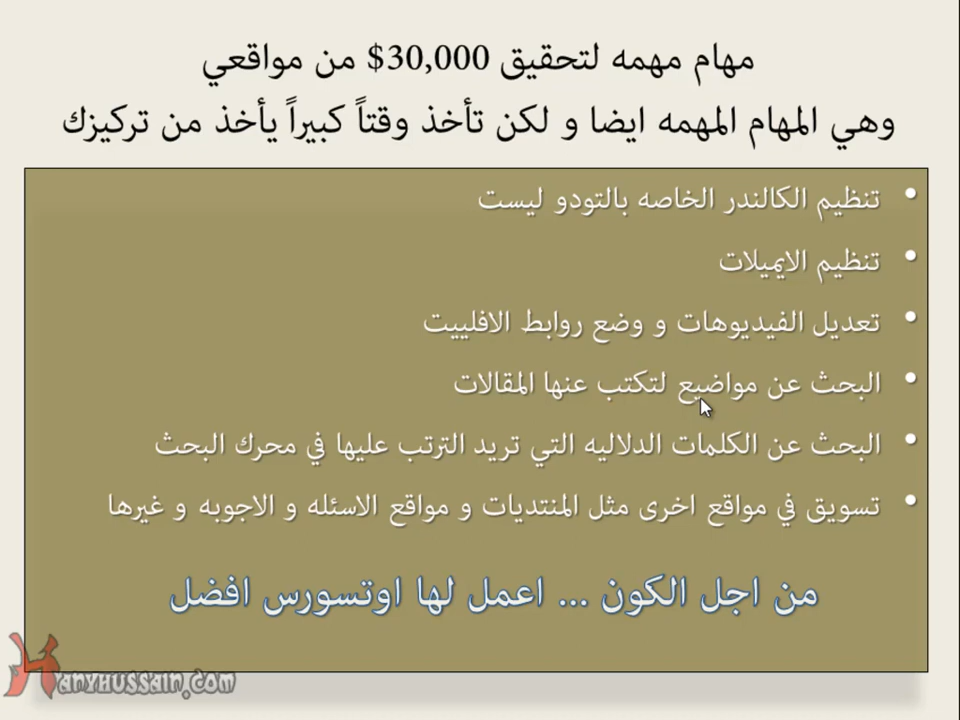 مهام مهمه لتحقيق 30,000$ من مواقعي
وهي المهام المهمه ايضا و لكن تأخذ وقتاً كبيراً يأخذ من تركيزك
• تنظيم الكالندر الخاصه بالتودو ليست
• تنظيم الايميلات
• تعديل الفيديوهات و وضع روابط الافلييت
• البحث عن مواضيع لتكتب عنها المقالات
• البحث عن الكلمات الدلاليه التي تريد الترتب عليها في محرك البحث
• تسويق في مواقع اخرى مثل المنتديات و مواقع الاسئله و الاجوبه و غيرها
من اجل الكون ... اعمل لها اوتسورس افضل
HanyHussain.com